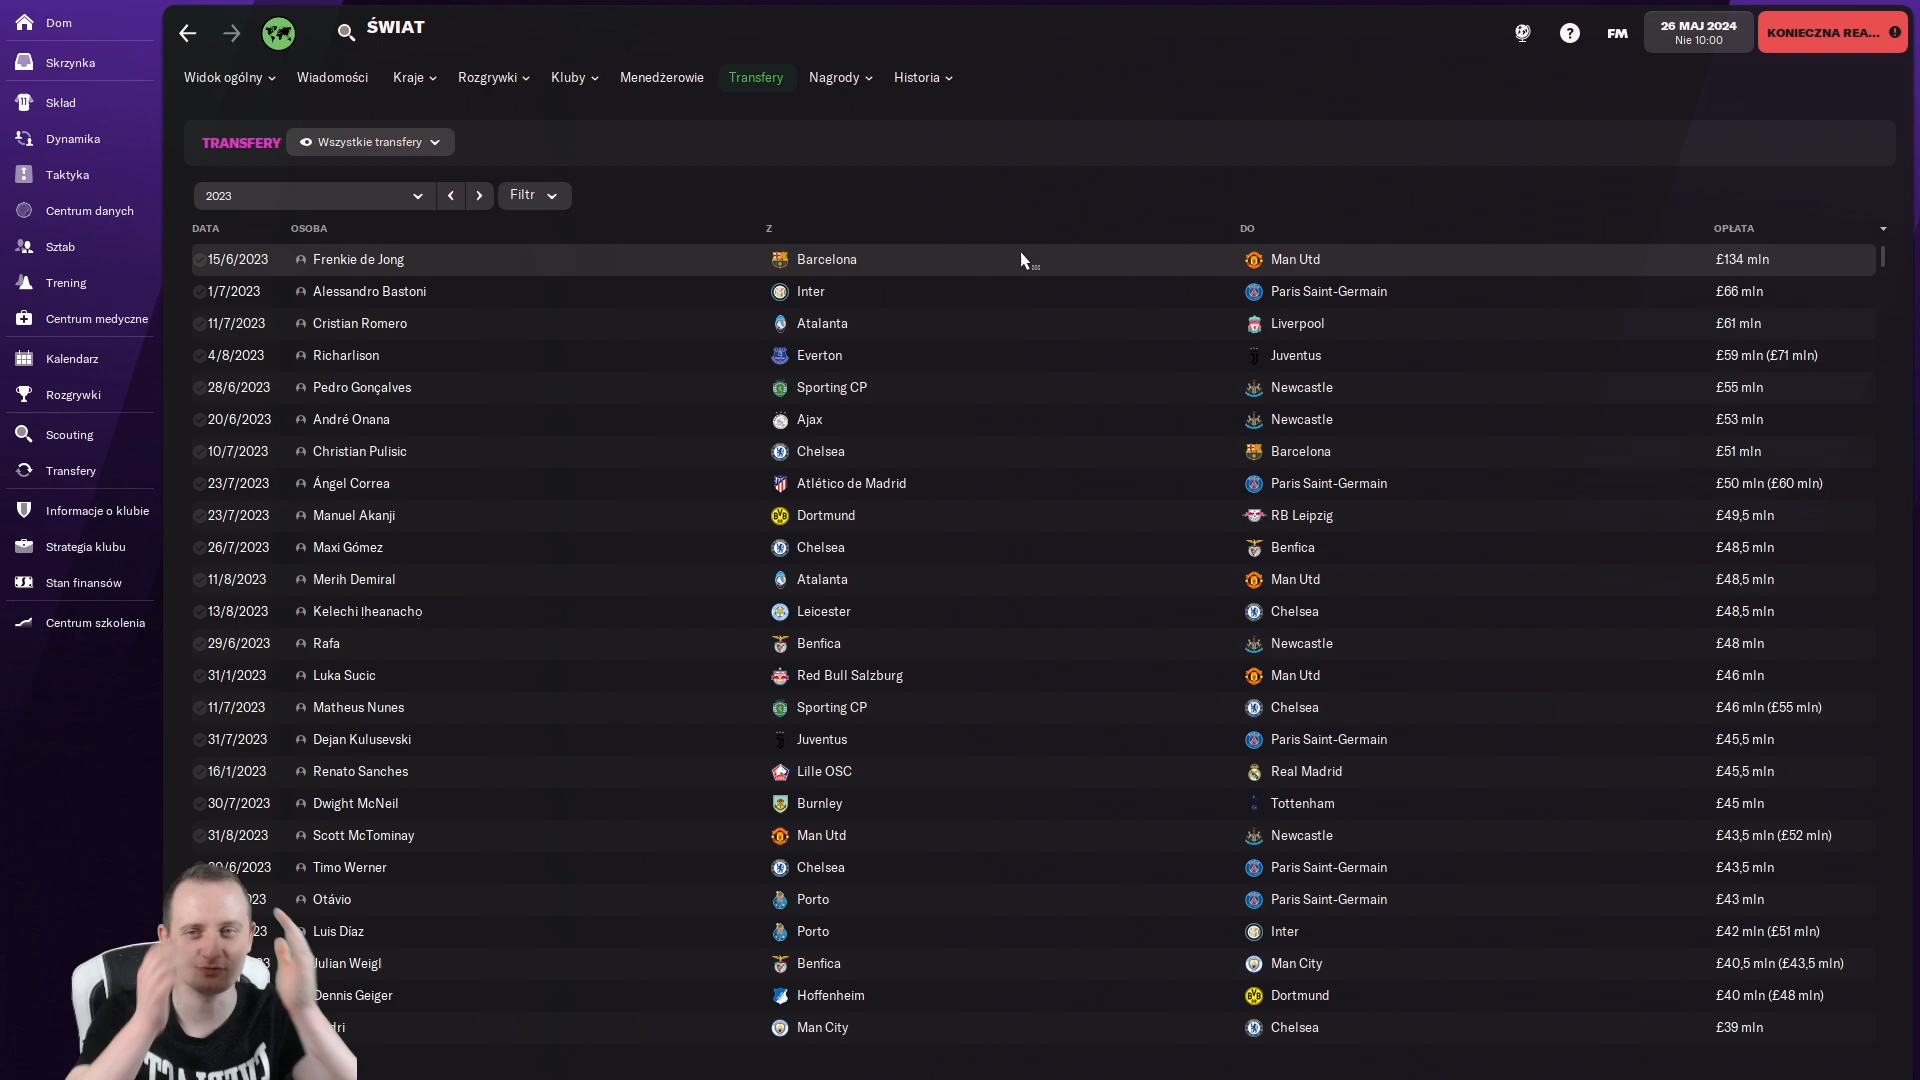 Dom
Skrzynka
Skład
Dynamika
Taktyka
Centrum danych
Sztab
Trening
Centrum medyczne
Kalendarz
Rozgrywki
Scouting
Transfery
Informacje o klubie
Strategia klubu
Stan finansów
Centrum szkolenia
ŚWIAT
FM
26 MAJ 2024
Nie 10:00
KONIECZNA REA...
Widok ogólny
Wiadomości
Kraje
Rozgrywki
Kluby
Menedżerowie
Transfery
Nagrody
Historia
TRANSFERY
Wszystkie transfery
2023
Filtr
DATA OSOBA Z DO OPŁATA
15/6/2023 Frenkie de Jong Barcelona Man Utd £134 mln
1/7/2023 Alessandro Bastoni Inter Paris Saint-Germain £66 mln
11/7/2023 Cristian Romero Atalanta Liverpool £61 mln
4/8/2023 Richarlison Everton Juventus £59 mln (£71 mln)
28/6/2023 Pedro Gonçalves Sporting CP Newcastle £55 mln
20/6/2023 André Onana Ajax Newcastle £53 mln
10/7/2023 Christian Pulisic Chelsea Barcelona £51 mln
23/7/2023 Ángel Correa Atlético de Madrid Paris Saint-Germain £50 mln (£60 mln)
23/7/2023 Manuel Akanji Dortmund RB Leipzig £49,5 mln
26/7/2023 Maxi Gómez Chelsea Benfica £48,5 mln
11/8/2023 Merih Demiral Atalanta Man Utd £48,5 mln
13/8/2023 Kelechi Ịheanachọ Leicester Chelsea £48,5 mln
29/6/2023 Rafa Benfica Newcastle £48 mln
31/1/2023 Luka Sucic Red Bull Salzburg Man Utd £46 mln
11/7/2023 Matheus Nunes Sporting CP Chelsea £46 mln (£55 mln)
31/7/2023 Dejan Kulusevski Juventus Paris Saint-Germain £45,5 mln
16/1/2023 Renato Sanches Lille OSC Real Madrid £45,5 mln
30/7/2023 Dwight McNeil Burnley Tottenham £45 mln
31/8/2023 Scott McTominay Man Utd Newcastle £43,5 mln (£52 mln)
/6/2023 Timo Werner Chelsea Paris Saint-Germain £43,5 mln
023 Otávio Porto Paris Saint-Germain £43 mln
23 Luis Díaz Porto Inter £42 mln (£51 mln)
3 Julian Weigl Benfica Man City £40,5 mln (£43,5 mln)
Dennis Geiger Hoffenheim Dortmund £40 mln (£48 mln)
dri Man City Chelsea £39 mln